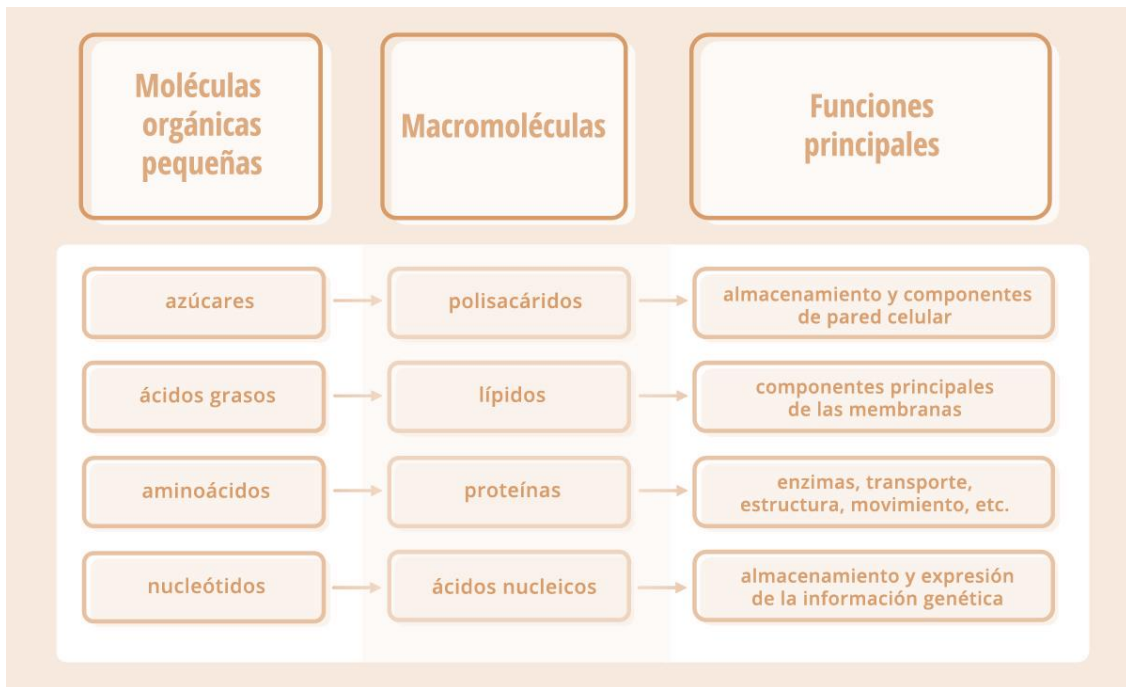 Moléculas
orgánicas
pequeñas
Macromoléculas
Funciones
principales
azúcares
polisacáridos
almacenamiento y componentes
de pared celular
ácidos grasos
lípidos
componentes principales
de las membranas
aminoácidos
proteínas
enzimas, transporte,
estructura, movimiento, etc.
nucleótidos
ácidos nucleicos
almacenamiento y expresión
de la información genética